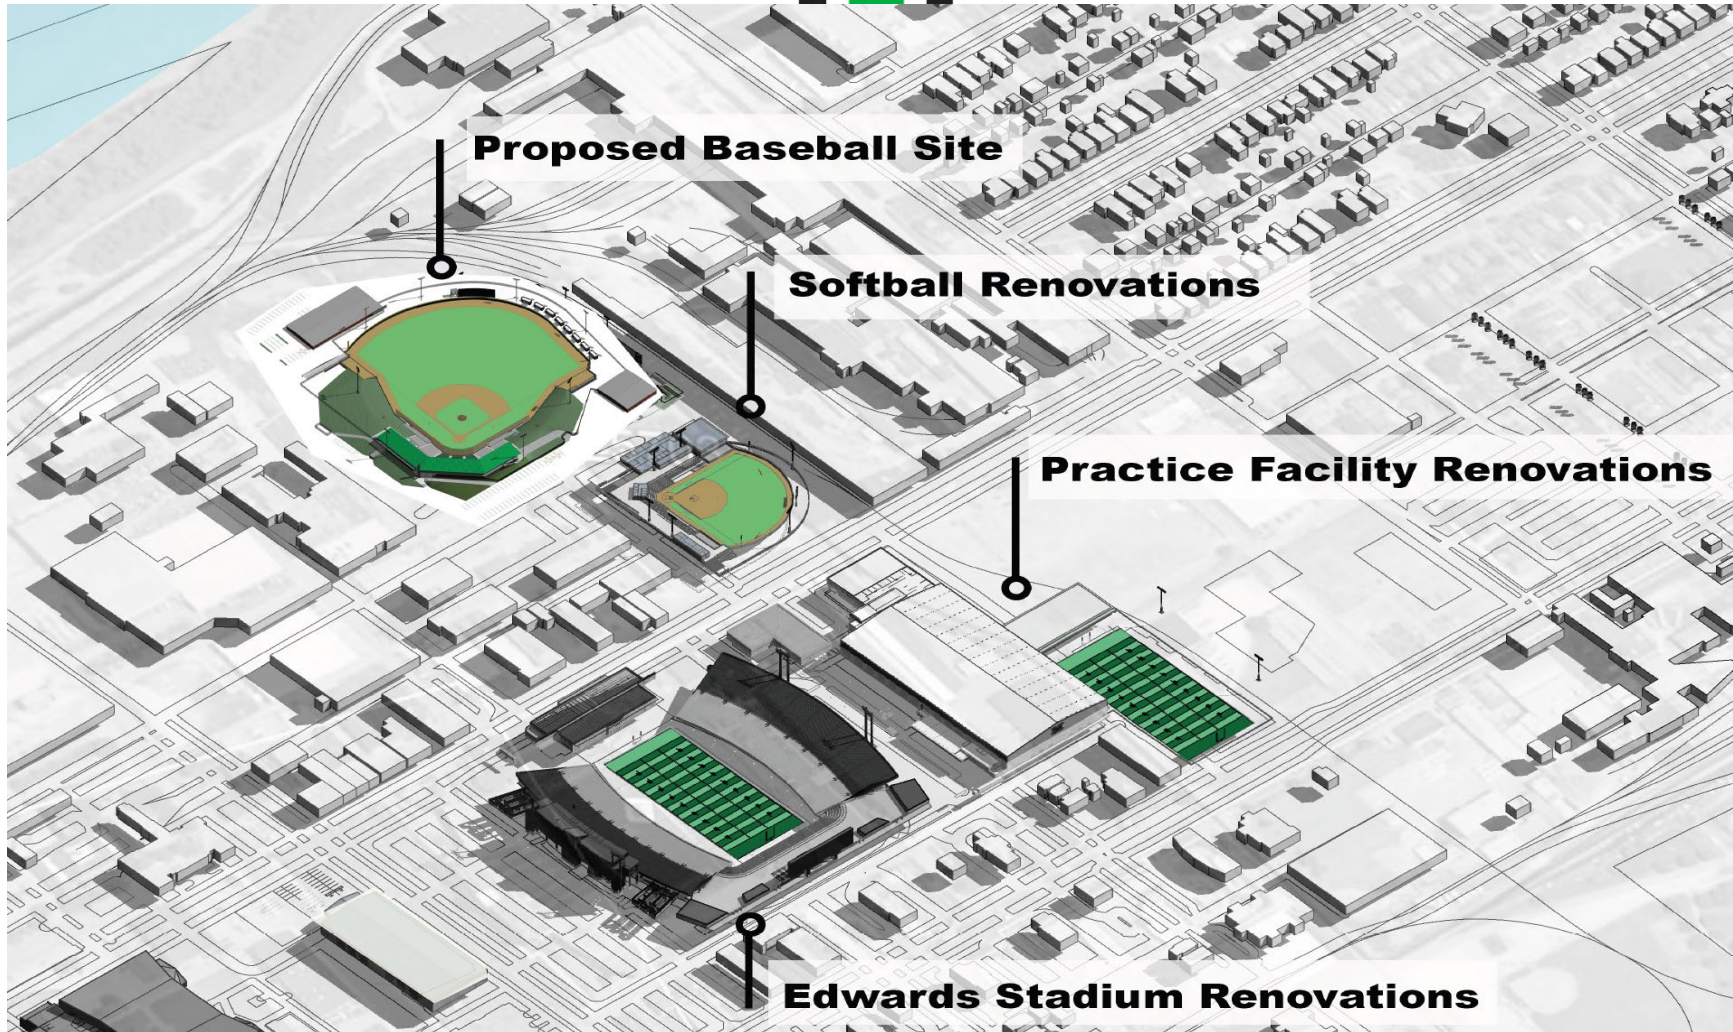 Proposed Baseball Site
Softball Renovations
Practice Facility Renovations
Edwards Stadium Renovations